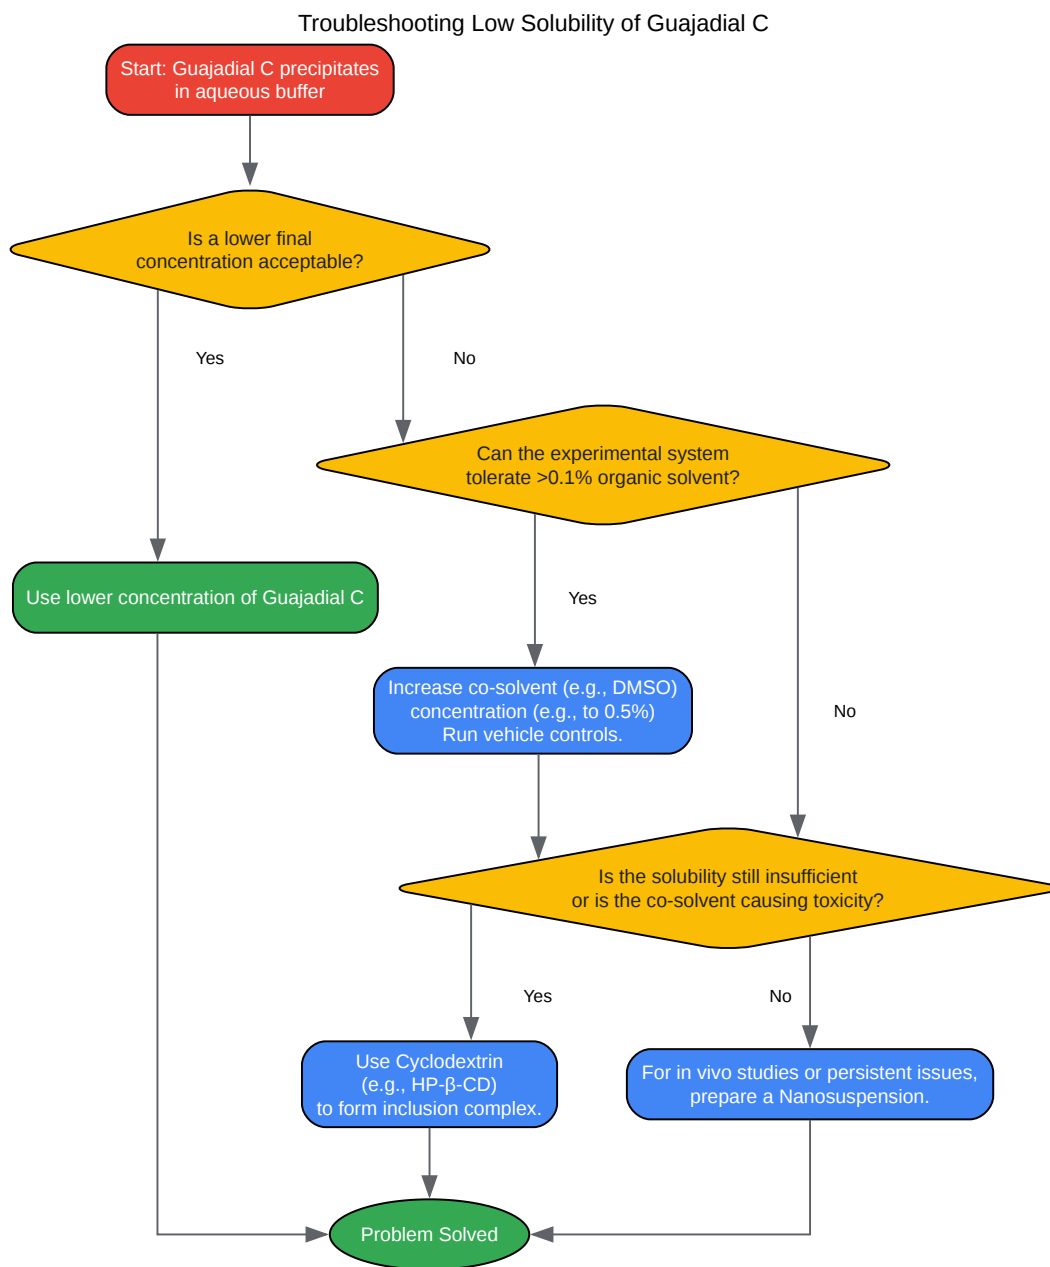 Troubleshooting Low Solubility of Guajadial C
Start: Guajadial C precipitates
in aqueous buffer
Is a lower final
concentration acceptable?
Yes
No
Can the experimental system
tolerate >0.1% organic solvent?
Use lower concentration of Guajadial C
Yes
Increase co-solvent (e.g., DMSO)
concentration (e.g., to 0.5%)
Run vehicle controls.
No
Is the solubility still insufficient
or is the co-solvent causing toxicity?
Yes
No
Use Cyclodextrin
(e.g., HP-β-CD)
to form inclusion complex.
For in vivo studies or persistent issues,
prepare a Nanosuspension.
Problem Solved